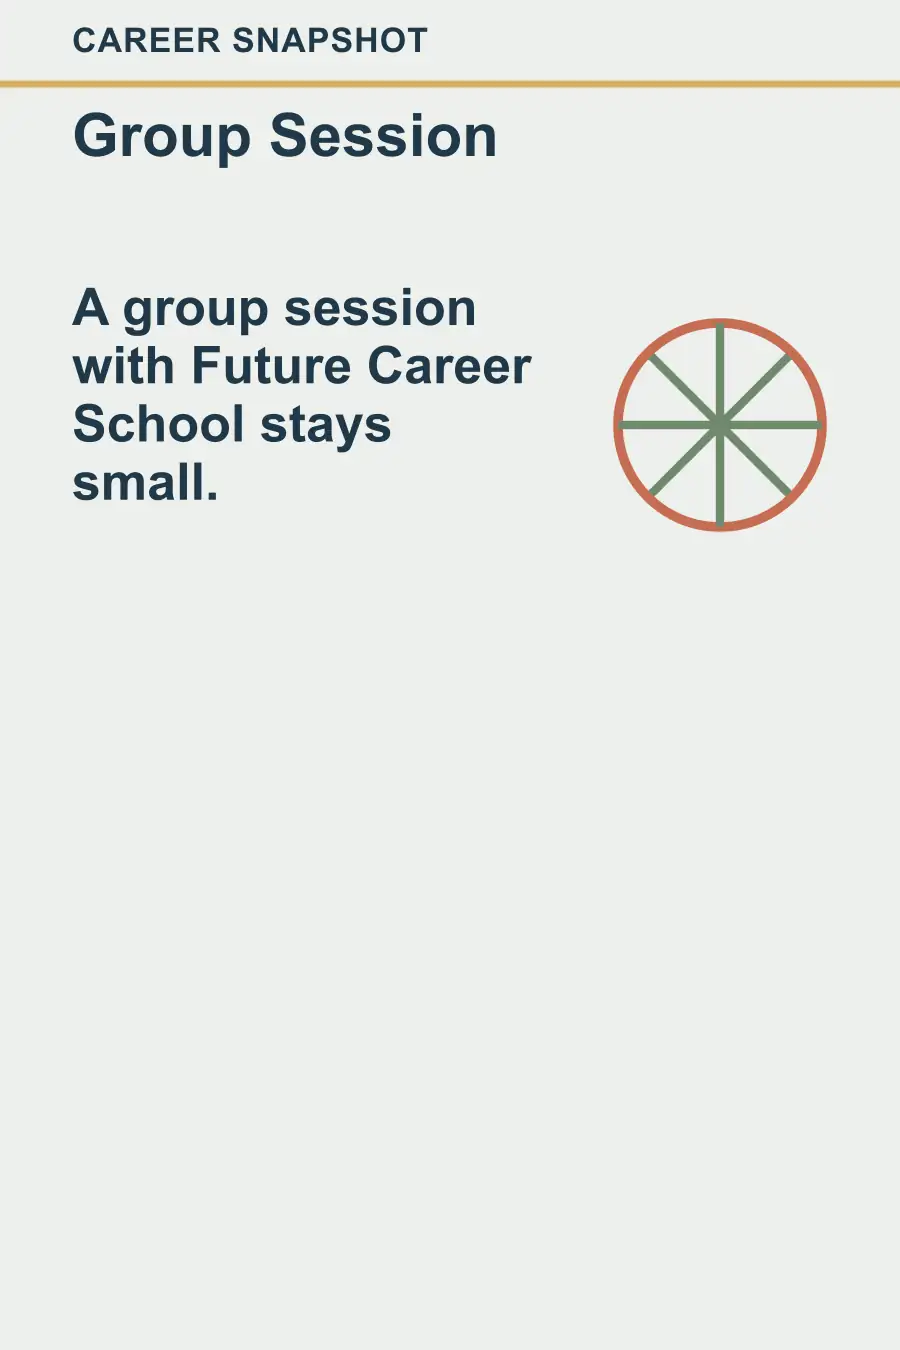 CAREER SNAPSHOT
Group Session
A group session
with Future Career
School stays
small.